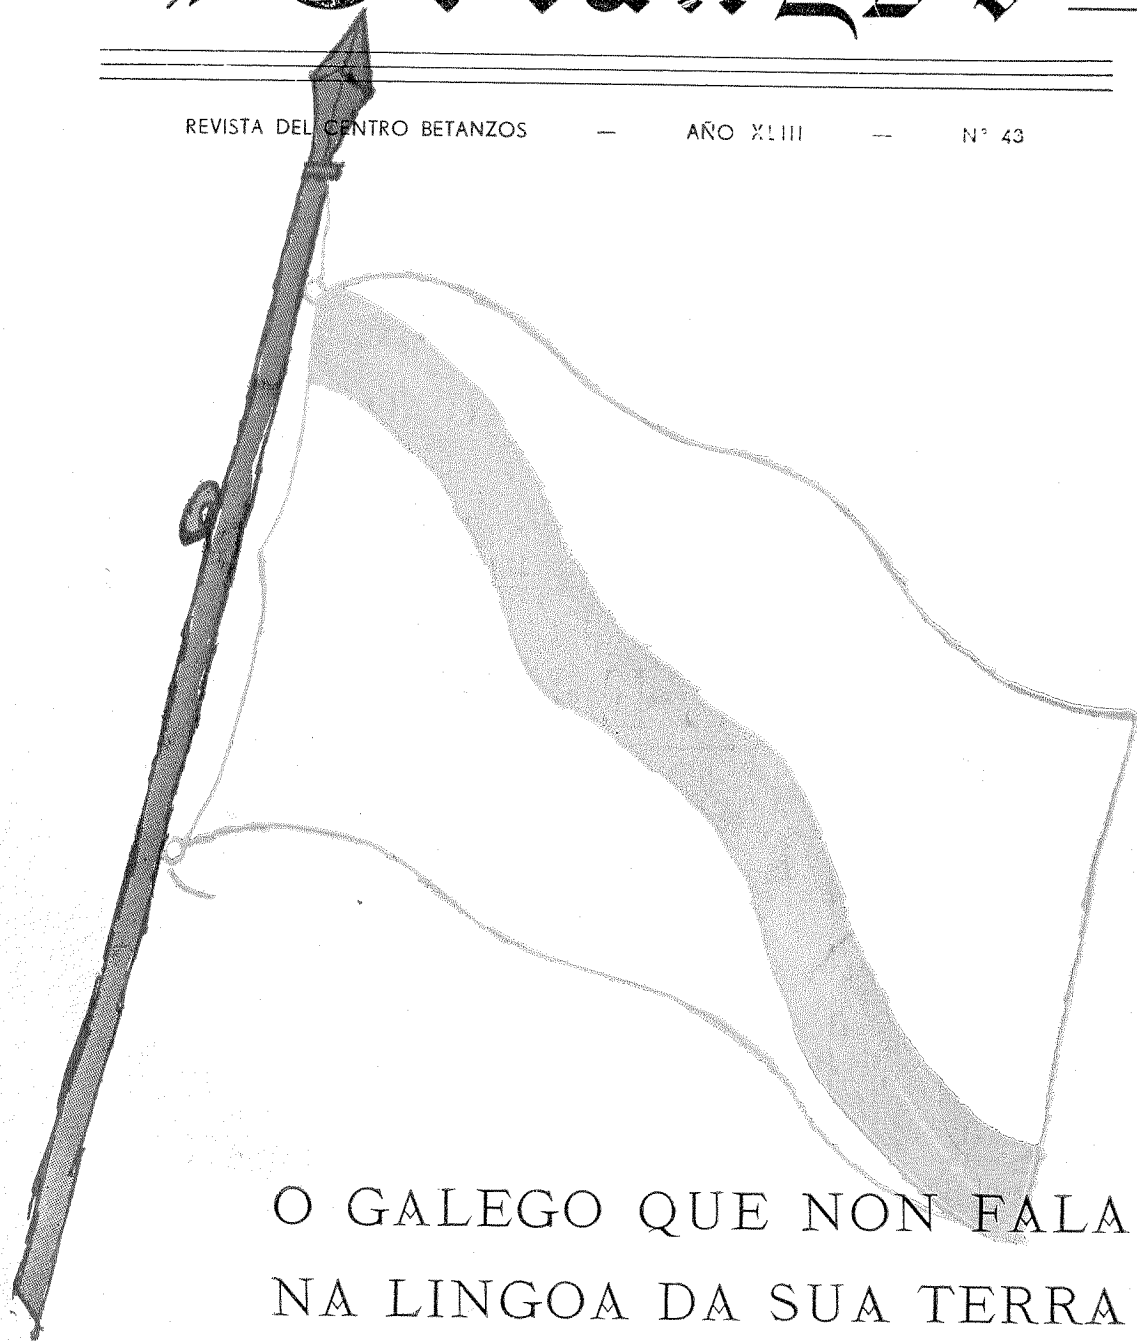 REVISTA DEL CENTRO BETANZOS — AÑO XLIII — Nº 43
O GALEGO QUE NON FALA
NA LINGOA DA SUA TERRA